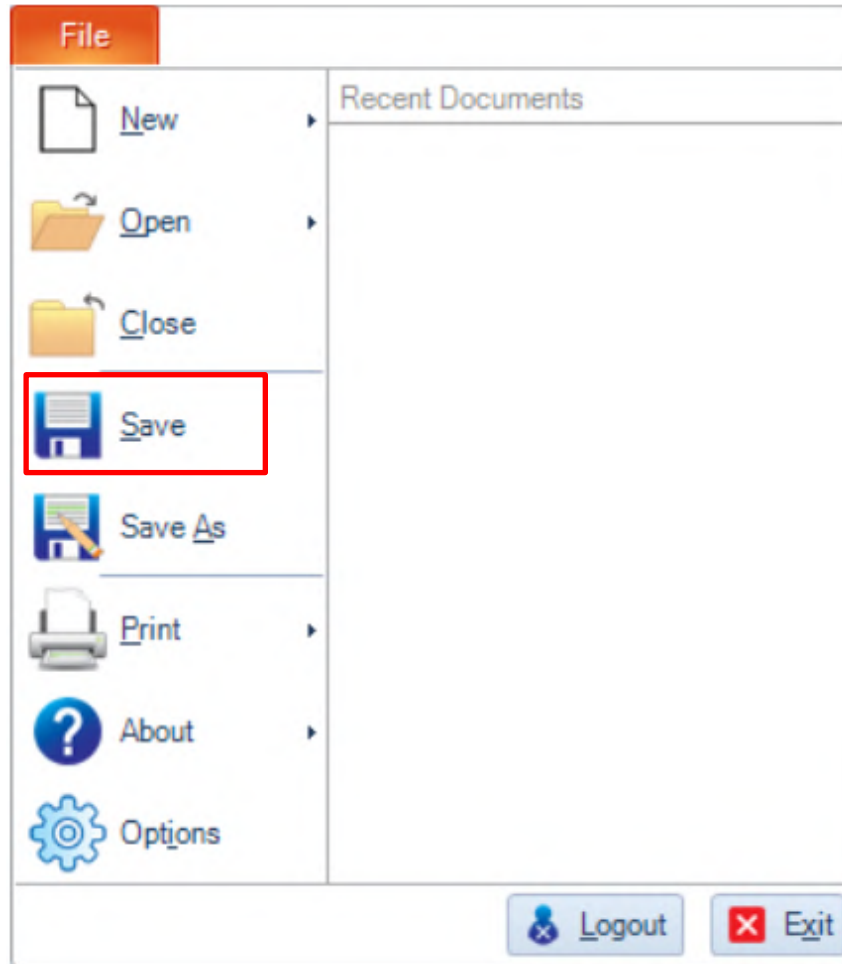 File
New
Recent Documents
Open
Close
Save
Save As
Print
?
About
Options
Logout
Exit